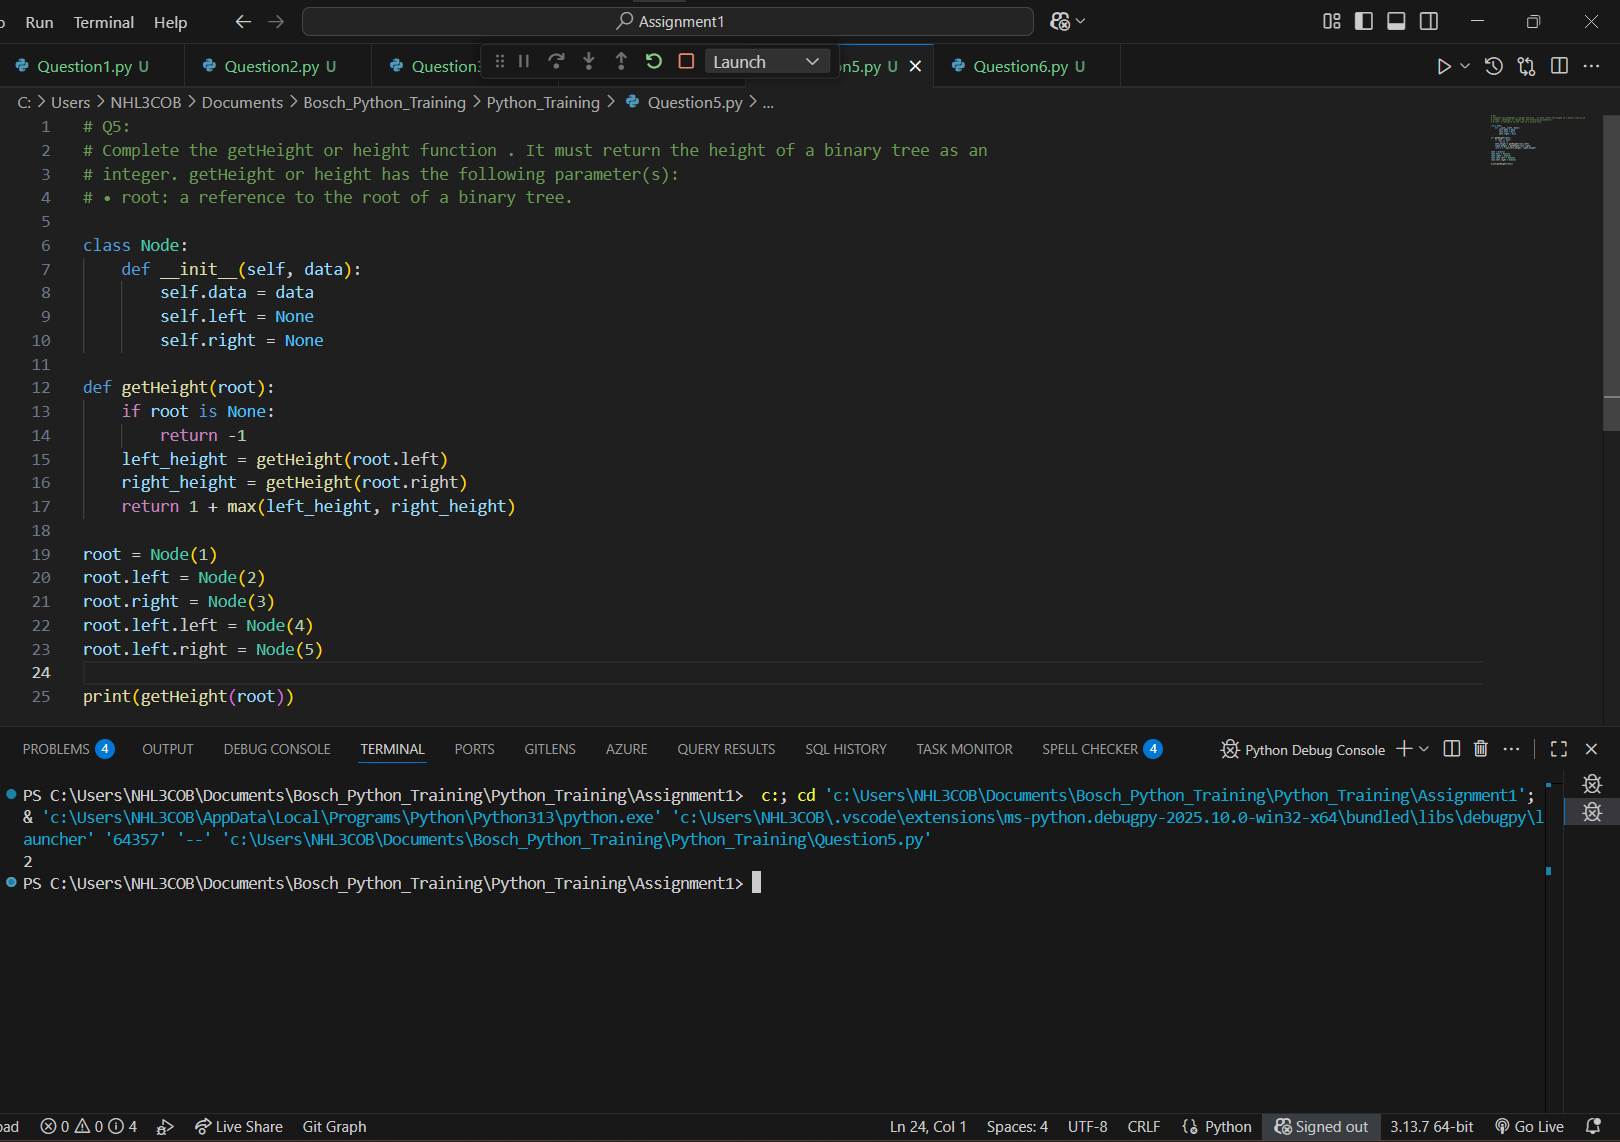 Run Terminal Help Assignment1
Question1.py U Question2.py U Question Launch n5.py U Question6.py U
C: > Users > NHL3COB > Documents > Bosch_Python_Training > Python_Training > Question5.py > ...
1 # Q5:
2 # Complete the getHeight or height function . It must return the height of a binary tree as an
3 # integer. getHeight or height has the following parameter(s):
4 # • root: a reference to the root of a binary tree.
5
6 class Node:
7 def __init__(self, data):
8 self.data = data
9 self.left = None
10 self.right = None
11
12 def getHeight(root):
13 if root is None:
14 return -1
15 left_height = getHeight(root.left)
16 right_height = getHeight(root.right)
17 return 1 + max(left_height, right_height)
18
19 root = Node(1)
20 root.left = Node(2)
21 root.right = Node(3)
22 root.left.left = Node(4)
23 root.left.right = Node(5)
24
25 print(getHeight(root))
PROBLEMS 4 OUTPUT DEBUG CONSOLE TERMINAL PORTS GITLENS AZURE QUERY RESULTS SQL HISTORY TASK MONITOR SPELL CHECKER 4 Python Debug Console
PS C:\Users\NHL3COB\Documents\Bosch_Python_Training\Python_Training\Assignment1> c:; cd 'c:\Users\NHL3COB\Documents\Bosch_Python_Training\Python_Training\Assignment1';
& 'c:\Users\NHL3COB\AppData\Local\Programs\Python\Python313\python.exe' 'c:\Users\NHL3COB\.vscode\extensions\ms-python.debugpy-2025.10.0-win32-x64\bundled\libs\debugpy\l
auncher' '64357' '--' 'c:\Users\NHL3COB\Documents\Bosch_Python_Training\Python_Training\Question5.py'
2
PS C:\Users\NHL3COB\Documents\Bosch_Python_Training\Python_Training\Assignment1>
oad 0 0 4 Live Share Git Graph Ln 24, Col 1 Spaces: 4 UTF-8 CRLF Python Signed out 3.13.7 64-bit Go Live